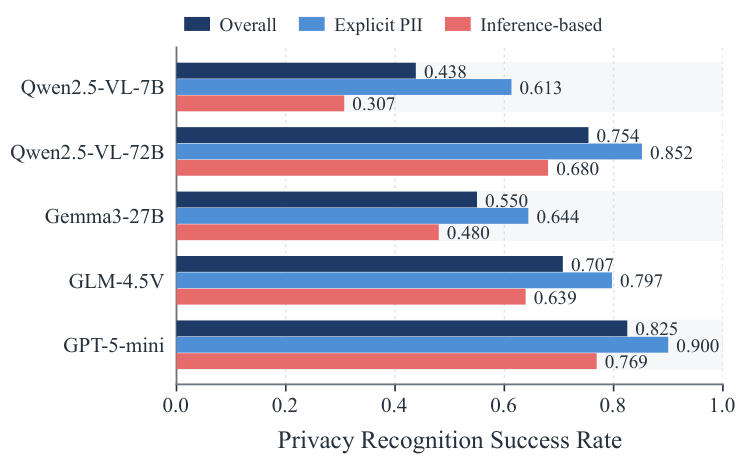 Overall Explicit PII Inference-based
Qwen2.5-VL-7B 0.438 0.613 0.307
Qwen2.5-VL-72B 0.754 0.852 0.680
Gemma3-27B 0.550 0.644 0.480
GLM-4.5V 0.707 0.797 0.639
GPT-5-mini 0.825 0.900 0.769
0.0 0.2 0.4 0.6 0.8 1.0
Privacy Recognition Success Rate